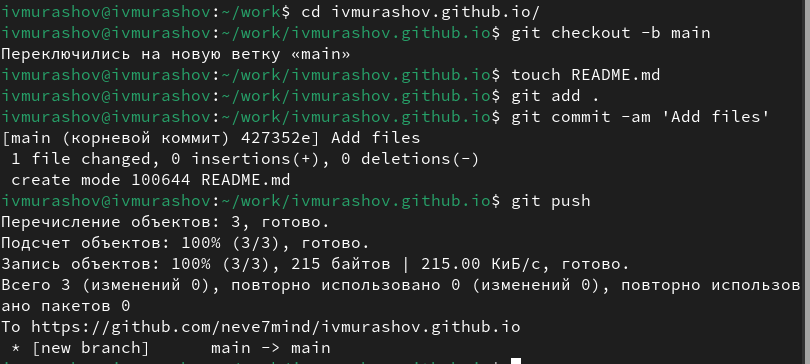 ivmurashov@ivmurashov:~/work$ cd ivmurashov.github.io/
ivmurashov@ivmurashov:~/work/ivmurashov.github.io$ git checkout -b main
Переключились на новую ветку «main»
ivmurashov@ivmurashov:~/work/ivmurashov.github.io$ touch README.md
ivmurashov@ivmurashov:~/work/ivmurashov.github.io$ git add .
ivmurashov@ivmurashov:~/work/ivmurashov.github.io$ git commit -am 'Add files'
[main (корневой коммит) 427352e] Add files
 1 file changed, 0 insertions(+), 0 deletions(-)
 create mode 100644 README.md
ivmurashov@ivmurashov:~/work/ivmurashov.github.io$ git push
Перечисление объектов: 3, готово.
Подсчет объектов: 100% (3/3), готово.
Запись объектов: 100% (3/3), 215 байтов | 215.00 КиБ/с, готово.
Всего 3 (изменений 0), повторно использовано 0 (изменений 0), повторно использов
ано пакетов 0
To https://github.com/neve7mind/ivmurashov.github.io
 * [new branch]      main -> main
ivmurashov@ivmurashov:~/work/ivmurashov.github.io$